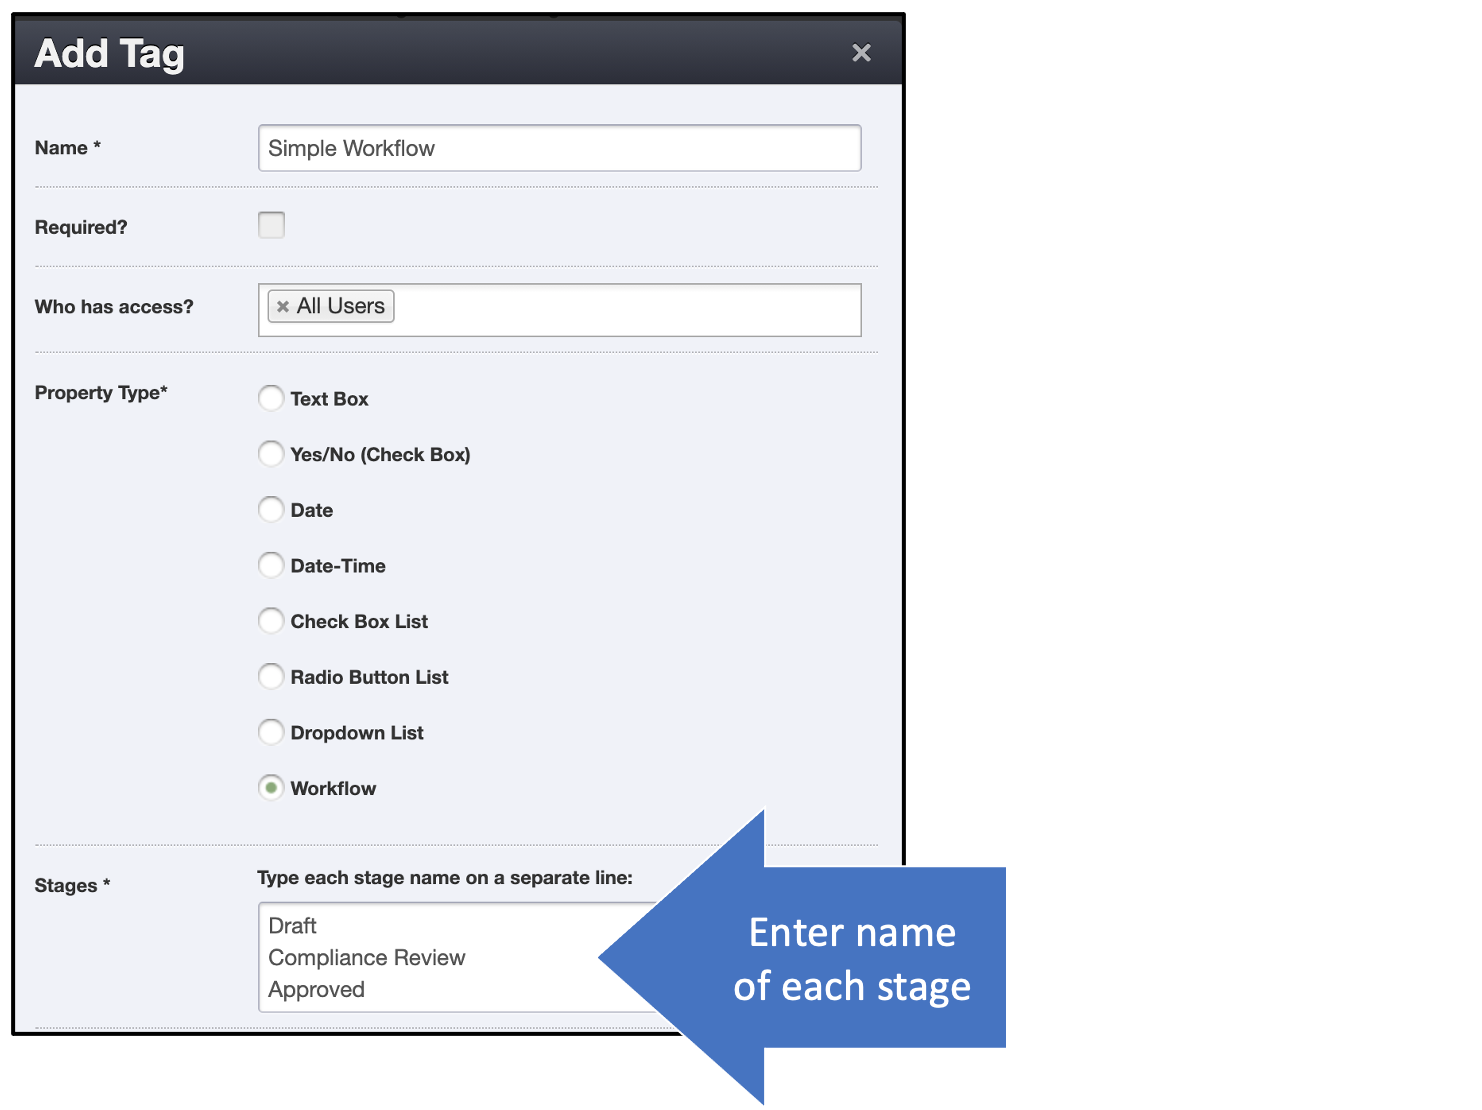 Add Tag
Name *
Simple Workflow
Required?
Who has access?
All Users
Property Type*
Text Box
Yes/No (Check Box)
Date
Date-Time
Check Box List
Radio Button List
Dropdown List
Workflow
Stages *
Type each stage name on a separate line:
Draft
Compliance Review
Approved
Enter name
of each stage